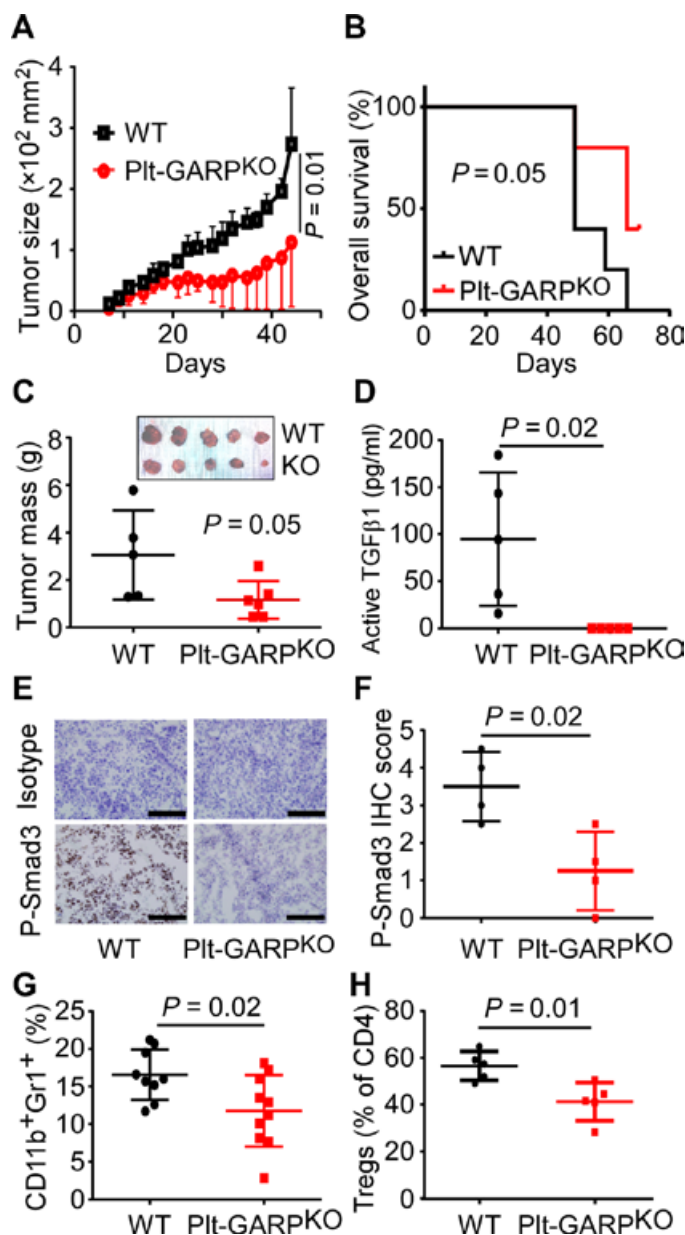 A
Tumor size (×10² mm²)
4
3
2
1
0
WT
Plt-GARPKO
P = 0.01
0
20
40
Days
B
Overall survival (%)
100
50
0
P = 0.05
WT
Plt-GARPKO
0
20
40
60
80
Days
C
Tumor mass (g)
8
6
4
2
0
WT
KO
P = 0.05
WT
Plt-GARPKO
D
Active TGFβ1 (pg/ml)
200
150
100
50
0
P = 0.02
WT
Plt-GARPKO
E
Isotype
P-Smad3
WT
Plt-GARPKO
F
P-Smad3 IHC score
5
4
3
2
1
0
P = 0.02
WT
Plt-GARPKO
G
CD11b⁺Gr1⁺ (%)
25
20
15
10
5
0
P = 0.02
WT
Plt-GARPKO
H
Tregs (% of CD4)
80
60
40
20
0
P = 0.01
WT
Plt-GARPKO